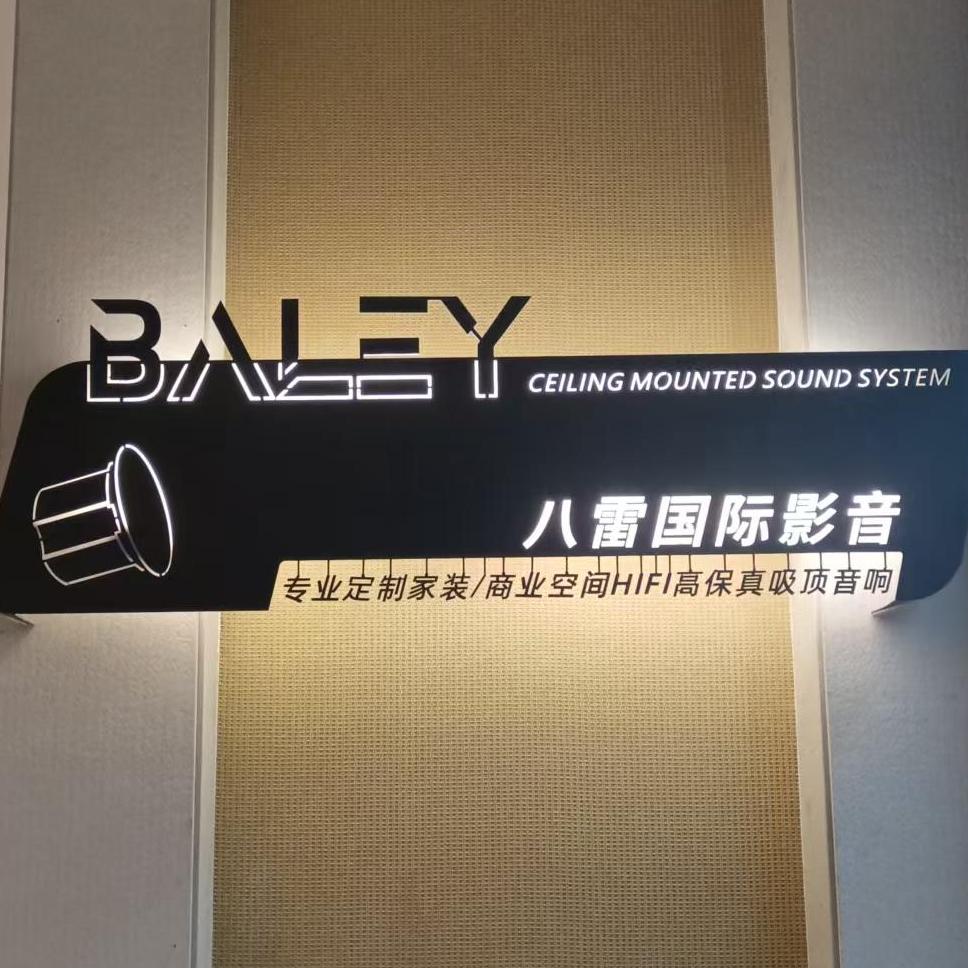 BALEY
CEILING MOUNTED SOUND SYSTEM
八雷国际影音
专业定制家装/商业空间HIFI高保真吸顶音响